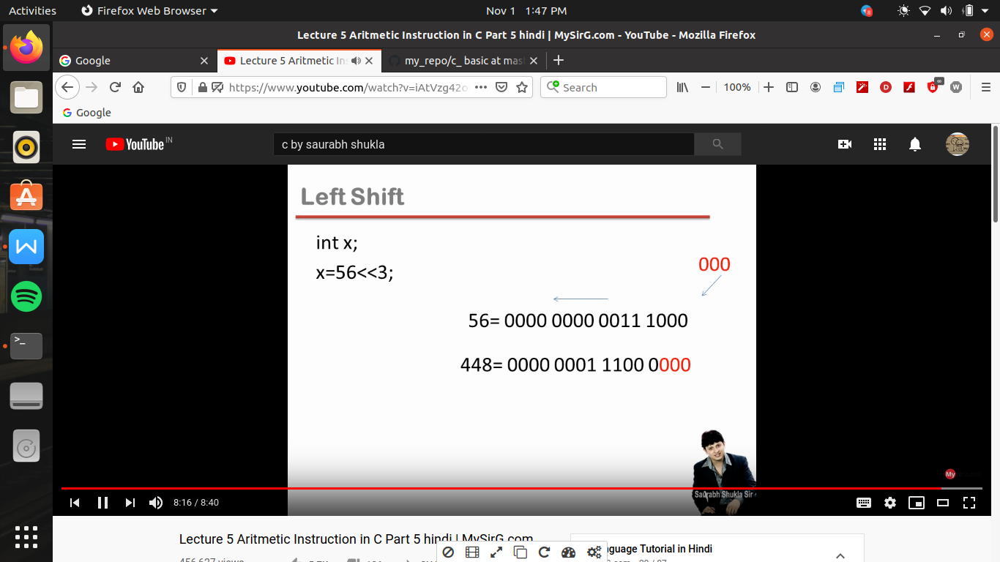 Activities
Firefox Web Browser
Nov 1 1:47 PM
Lecture 5 Aritmetic Instruction in C Part 5 hindi | MySirG.com - YouTube - Mozilla Firefox
Google
Lecture 5 Aritmetic Ins
my_repo/c_ basic at mas
https://www.youtube.com/watch?v=iAtVzg42o
Search
100%
Google
YouTube IN
c by saurabh shukla
Left Shift
int x;
x=56<<3;
000
56= 0000 0000 0011 1000
448= 0000 0001 1100 0000
My
Saurabh Shukla Sir
8:16 / 8:40
Lecture 5 Aritmetic Instruction in C Part 5 hindi | MySirG.com
nguage Tutorial in Hindi
456,627 views